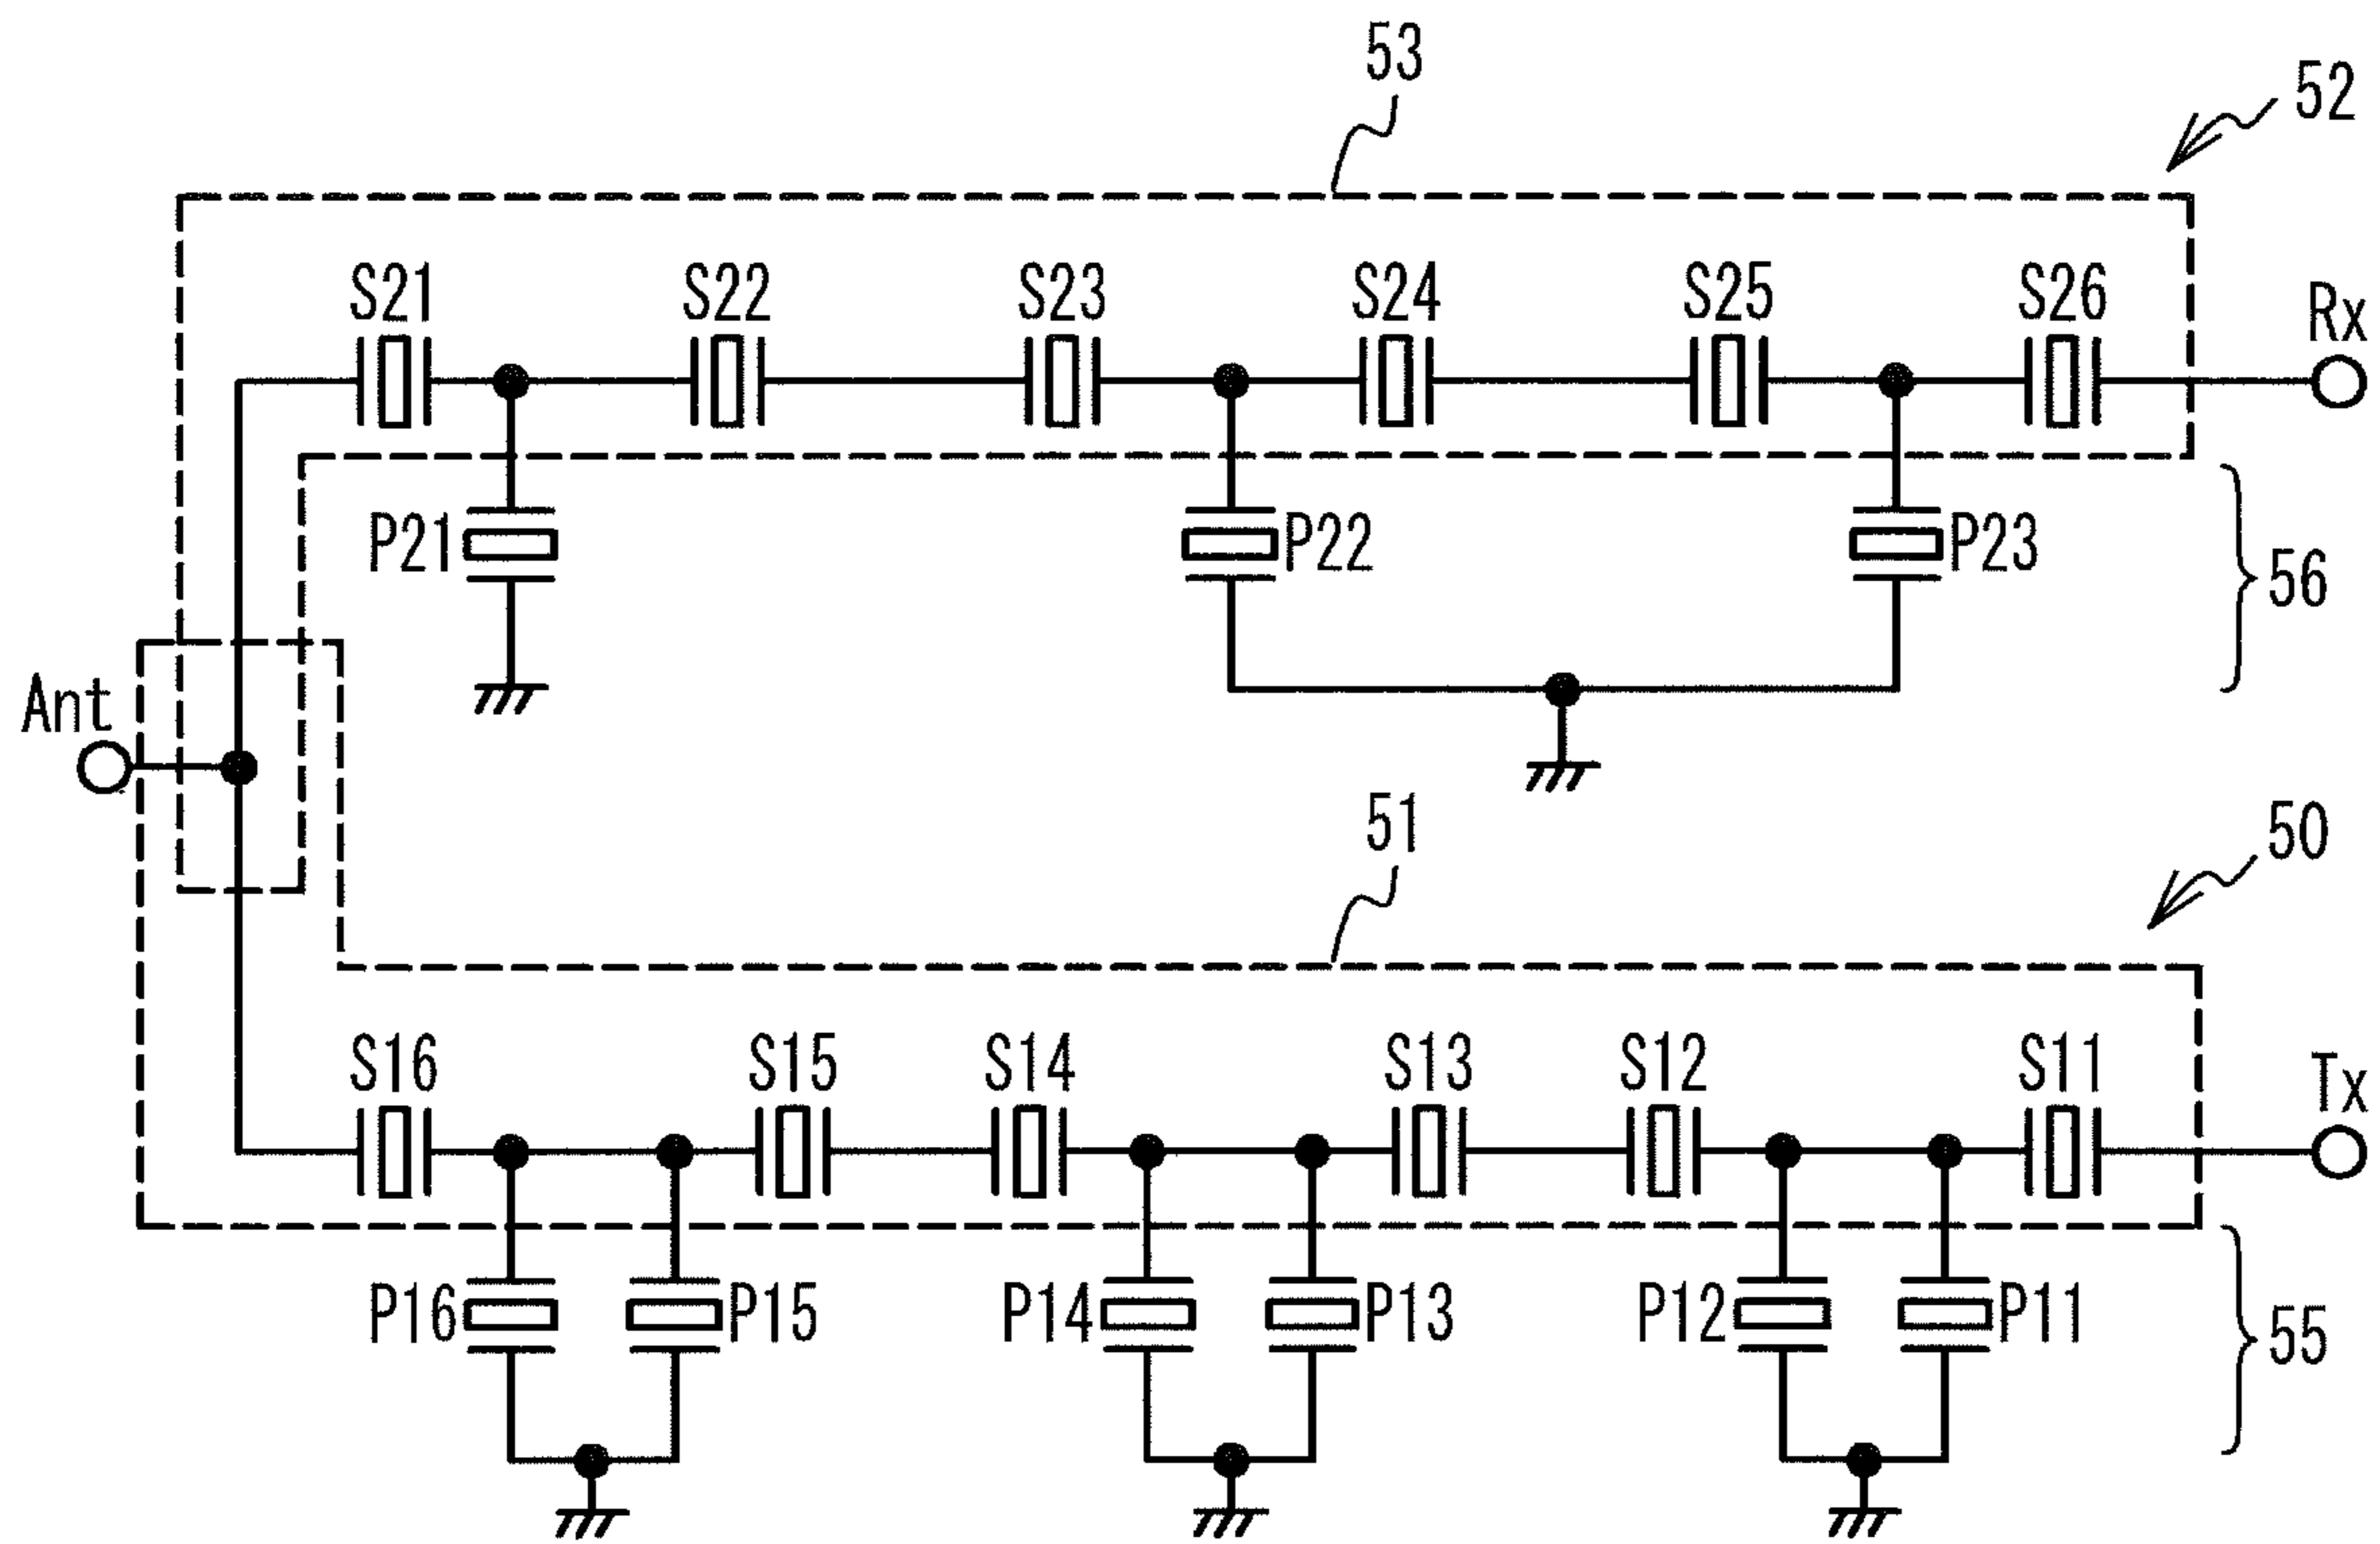 53
52
S21 S22 S23 S24 S25 S26 Rx
P21 P22 P23 56
Ant
51
50
S16 S15 S14 S13 S12 S11 Tx
P16 P15 P14 P13 P12 P11 55